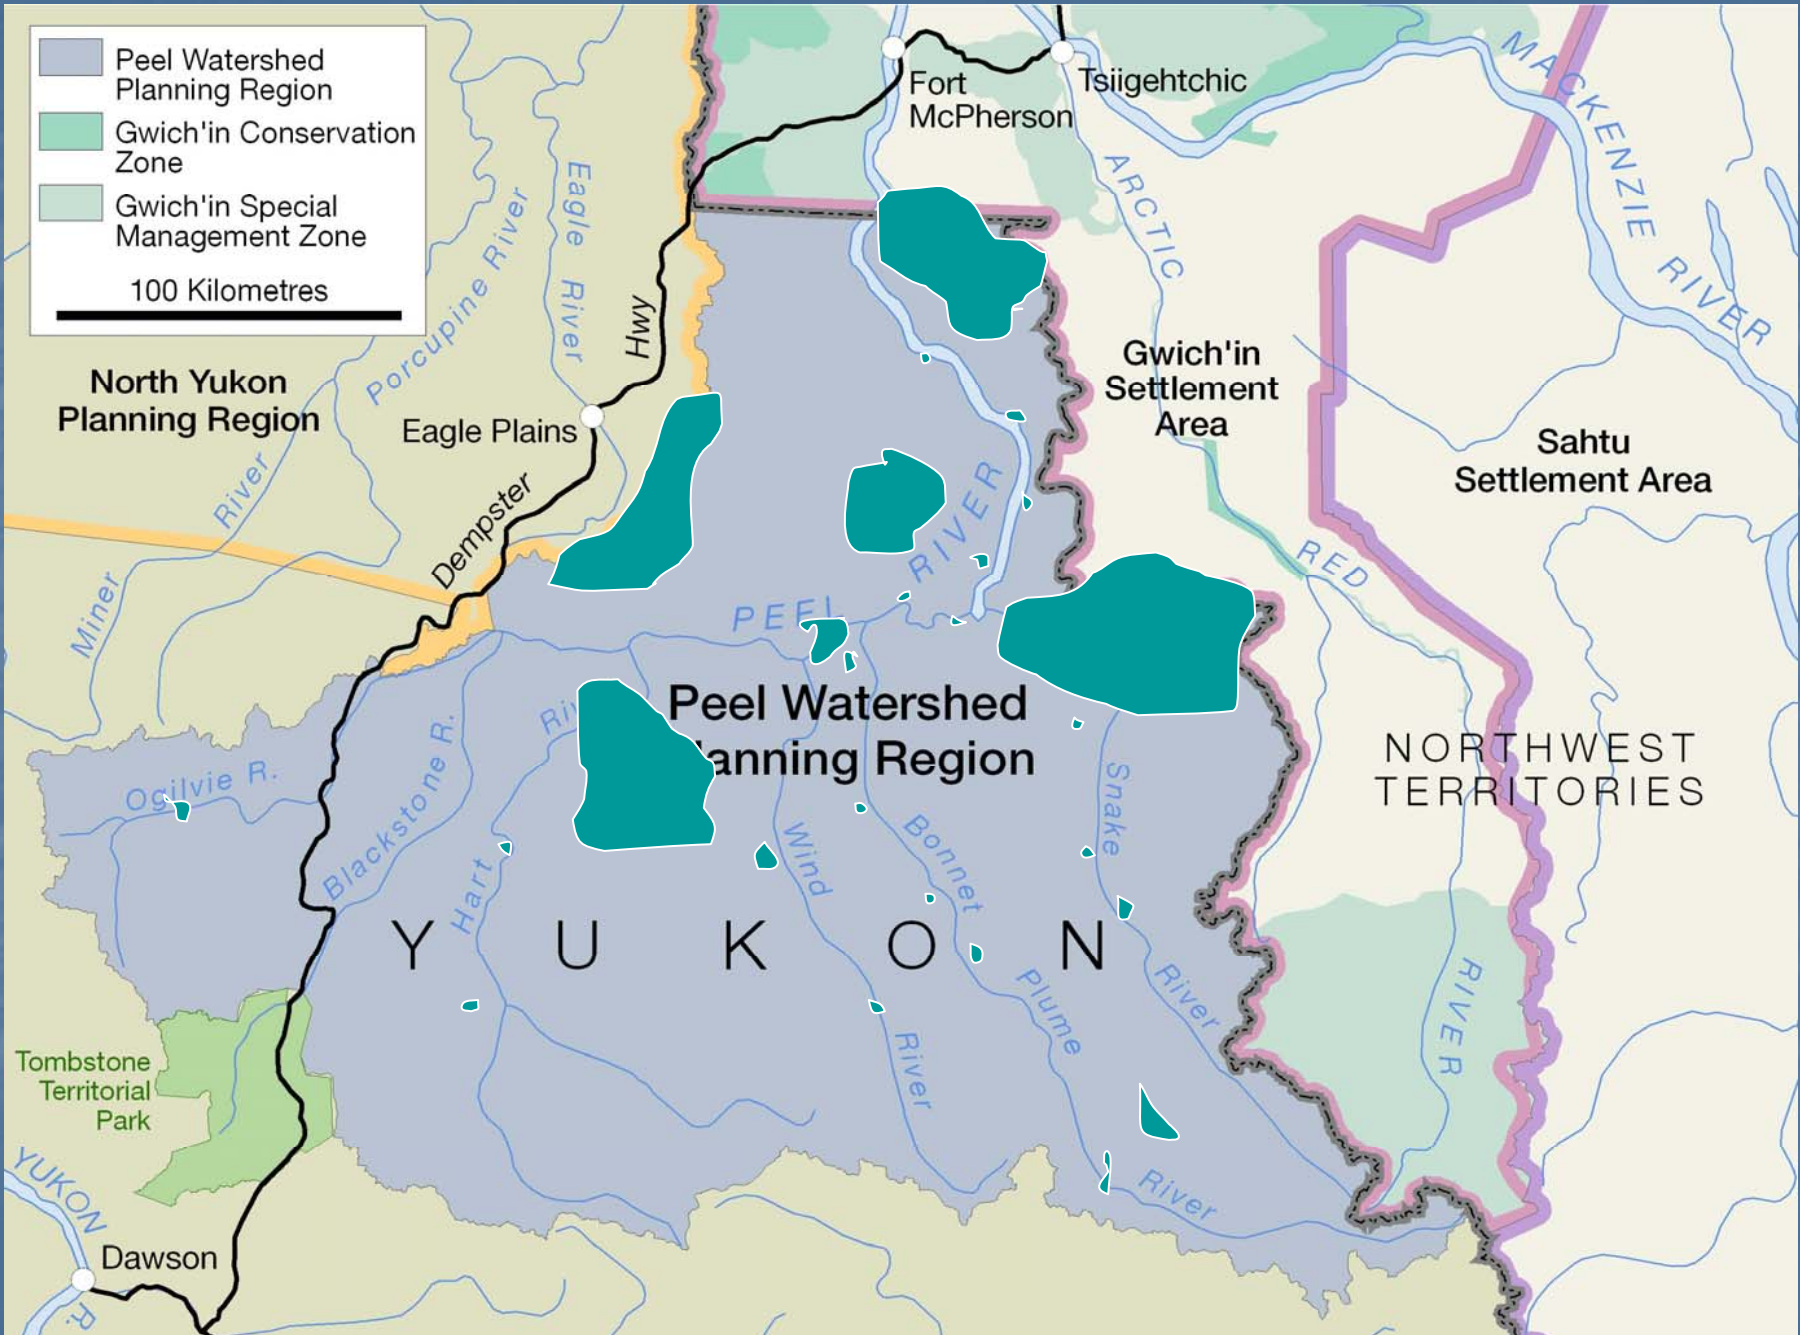 Peel Watershed
Planning Region
Gwich'in Conservation
Zone
Gwich'in Special
Management Zone
100 Kilometres
Fort
McPherson
Tsiigehtchic
MACKENZIE RIVER
ARCTIC
RED
RIVER
Eagle River
Porcupine River
Hwy
Dempster
North Yukon
Planning Region
Eagle Plains
Miner
River
Gwich'in
Settlement
Area
Sahtu
Settlement Area
PEEL
RIVER
Peel Watershed
anning Region
NORTHWEST
TERRITORIES
Ogilvie R.
Blackstone R.
Hart
Wind
River
Bonnet
Plume
River
Snake
River
YUKON
Tombstone
Territorial
Park
YUKON
R.
Dawson